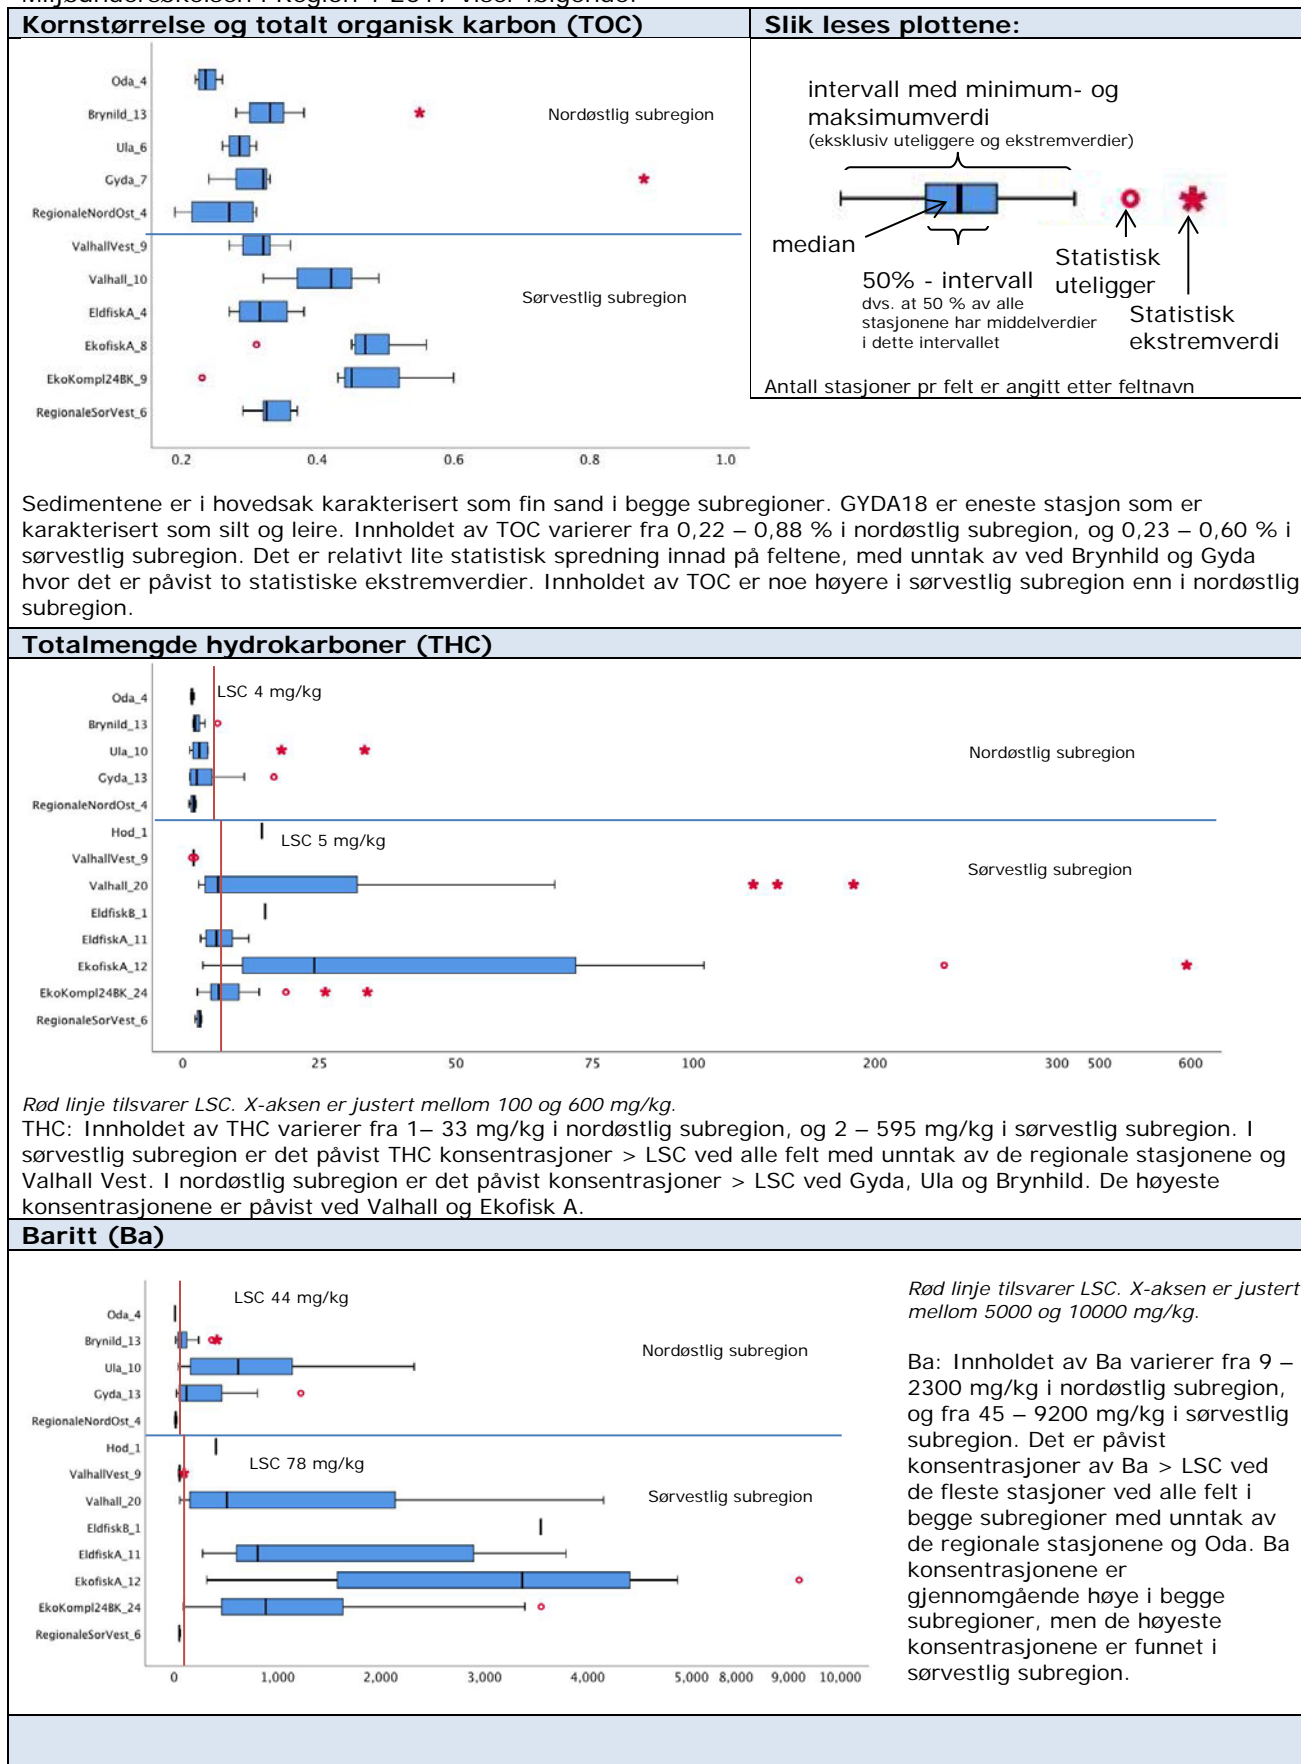 Miljøundersøkelsen i Region 1 2017 viser følgende:
Kornstørrelse og totalt organisk karbon (TOC)
Oda_4
Brynild_13
Ula_6
Gyda_7
RegionaleNordOst_4
ValhallVest_9
Valhall_10
EldfiskA_4
EkofiskA_8
EkoKompl24BK_9
RegionaleSorVest_6
Nordøstlig subregion
Sørvestlig subregion
0.2 0.4 0.6 0.8 1.0
Slik leses plottene:
intervall med minimum- og
maksimumverdi
(eksklusiv uteliggere og ekstremverdier)
median
50% - intervall
dvs. at 50 % av alle
stasjonene har middelverdier
i dette intervallet
Statistisk
uteligger
Statistisk
ekstremverdi
Antall stasjoner pr felt er angitt etter feltnavn
Sedimentene er i hovedsak karakterisert som fin sand i begge subregioner. GYDA18 er eneste stasjon som er
karakterisert som silt og leire. Innholdet av TOC varierer fra 0,22 – 0,88 % i nordøstlig subregion, og 0,23 – 0,60 % i
sørvestlig subregion. Det er relativt lite statistisk spredning innad på feltene, med unntak av ved Brynhild og Gyda
hvor det er påvist to statistiske ekstremverdier. Innholdet av TOC er noe høyere i sørvestlig subregion enn i nordøstlig
subregion.
Totalmengde hydrokarboner (THC)
Oda_4
Brynild_13
Ula_10
Gyda_13
RegionaleNordOst_4
Hod_1
ValhallVest_9
Valhall_20
EldfiskB_1
EldfiskA_11
EkofiskA_12
EkoKompl24BK_24
RegionaleSorVest_6
LSC 4 mg/kg
Nordøstlig subregion
LSC 5 mg/kg
Sørvestlig subregion
0 25 50 75 100 200 300 500 600
Rød linje tilsvarer LSC. X-aksen er justert mellom 100 og 600 mg/kg.
THC: Innholdet av THC varierer fra 1– 33 mg/kg i nordøstlig subregion, og 2 – 595 mg/kg i sørvestlig subregion. I
sørvestlig subregion er det påvist THC konsentrasjoner > LSC ved alle felt med unntak av de regionale stasjonene og
Valhall Vest. I nordøstlig subregion er det påvist konsentrasjoner > LSC ved Gyda, Ula og Brynhild. De høyeste
konsentrasjonene er påvist ved Valhall og Ekofisk A.
Baritt (Ba)
Oda_4
Brynild_13
Ula_10
Gyda_13
RegionaleNordOst_4
Hod_1
ValhallVest_9
Valhall_20
EldfiskB_1
EldfiskA_11
EkofiskA_12
EkoKompl24BK_24
RegionaleSorVest_6
LSC 44 mg/kg
Nordøstlig subregion
LSC 78 mg/kg
Sørvestlig subregion
0 1,000 2,000 3,000 4,000 5,000 8,000 9,000 10,000
Rød linje tilsvarer LSC. X-aksen er justert
mellom 5000 og 10000 mg/kg.
Ba: Innholdet av Ba varierer fra 9 –
2300 mg/kg i nordøstlig subregion,
og fra 45 – 9200 mg/kg i sørvestlig
subregion. Det er påvist
konsentrasjoner av Ba > LSC ved
de fleste stasjoner ved alle felt i
begge subregioner med unntak av
de regionale stasjonene og Oda. Ba
konsentrasjonene er
gjennomgående høye i begge
subregioner, men de høyeste
konsentrasjonene er funnet i
sørvestlig subregion.